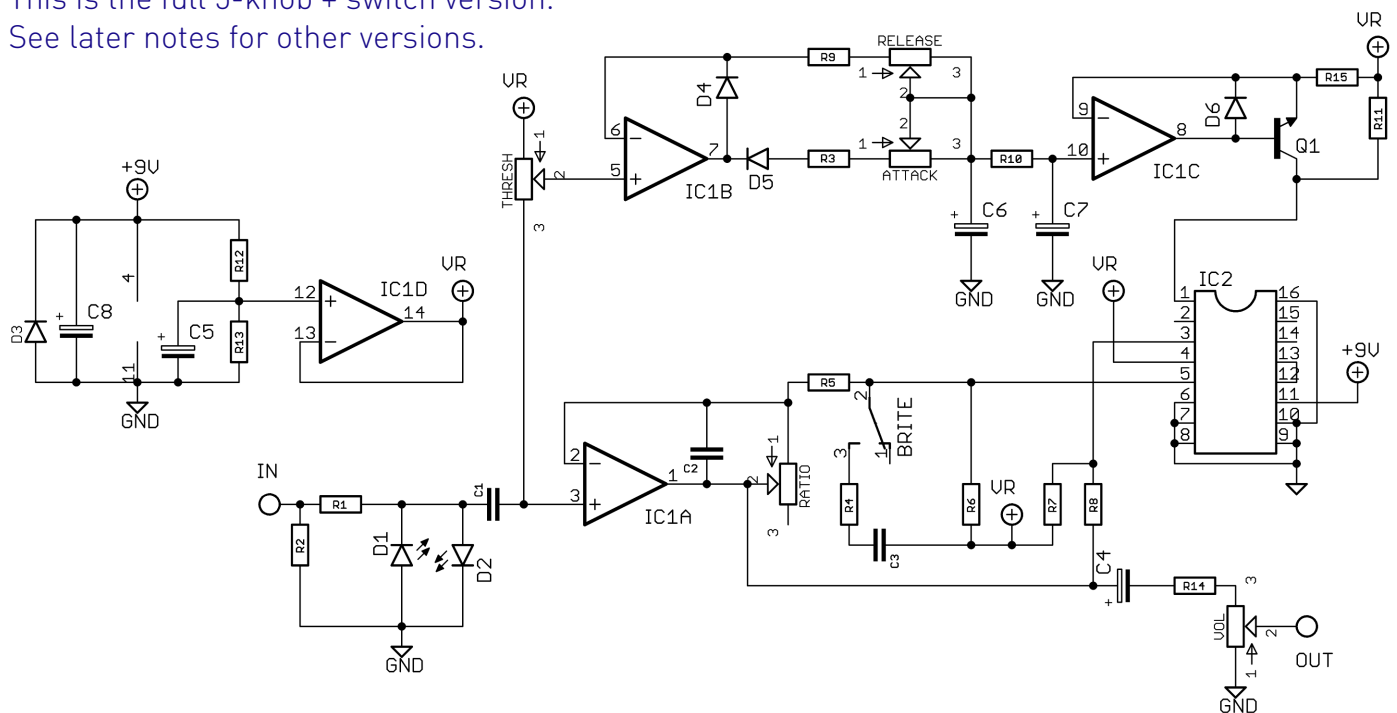 This is the full 5-knob + switch version.
See later notes for other versions.
VR
RELEASE
R9
1
3
2
R15
VR
D4
9
D6
R11
THRESH
1
2
3
6
5
7
IC1B
D5
R3
2
1
3
ATTACK
R10
10
8
IC1C
Q1
+9V
C6
+
C7
+
GND
GND
R12
4
C8
+
D3
C5
+
R13
11
GND
12
13
IC1D
14
VR
VR
IC2
1
2
3
4
5
6
7
8
16
15
14
13
12
11
10
9
+9V
R5
2
BRITE
3
1
C2
2
3
1
IC1A
1
2
RATIO
3
R4
C3
R6
VR
R7
R8
IN
R1
R2
C1
D1
D2
GND
C4
+
R14
3
VOL
2
1
OUT
GND